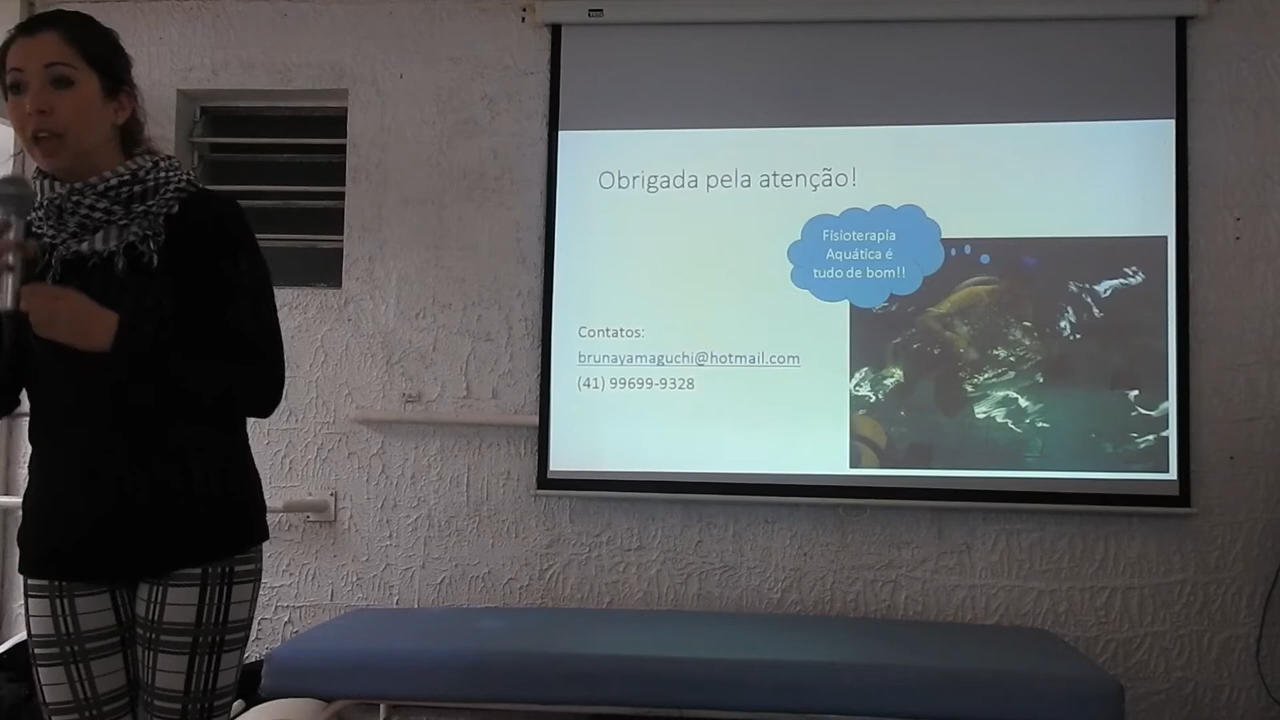 Obrigada pela atenção!
Fisioterapia
Aquática é
tudo de bom!!
Contatos:
brunayamaguchi@hotmail.com
(41) 99699-9328